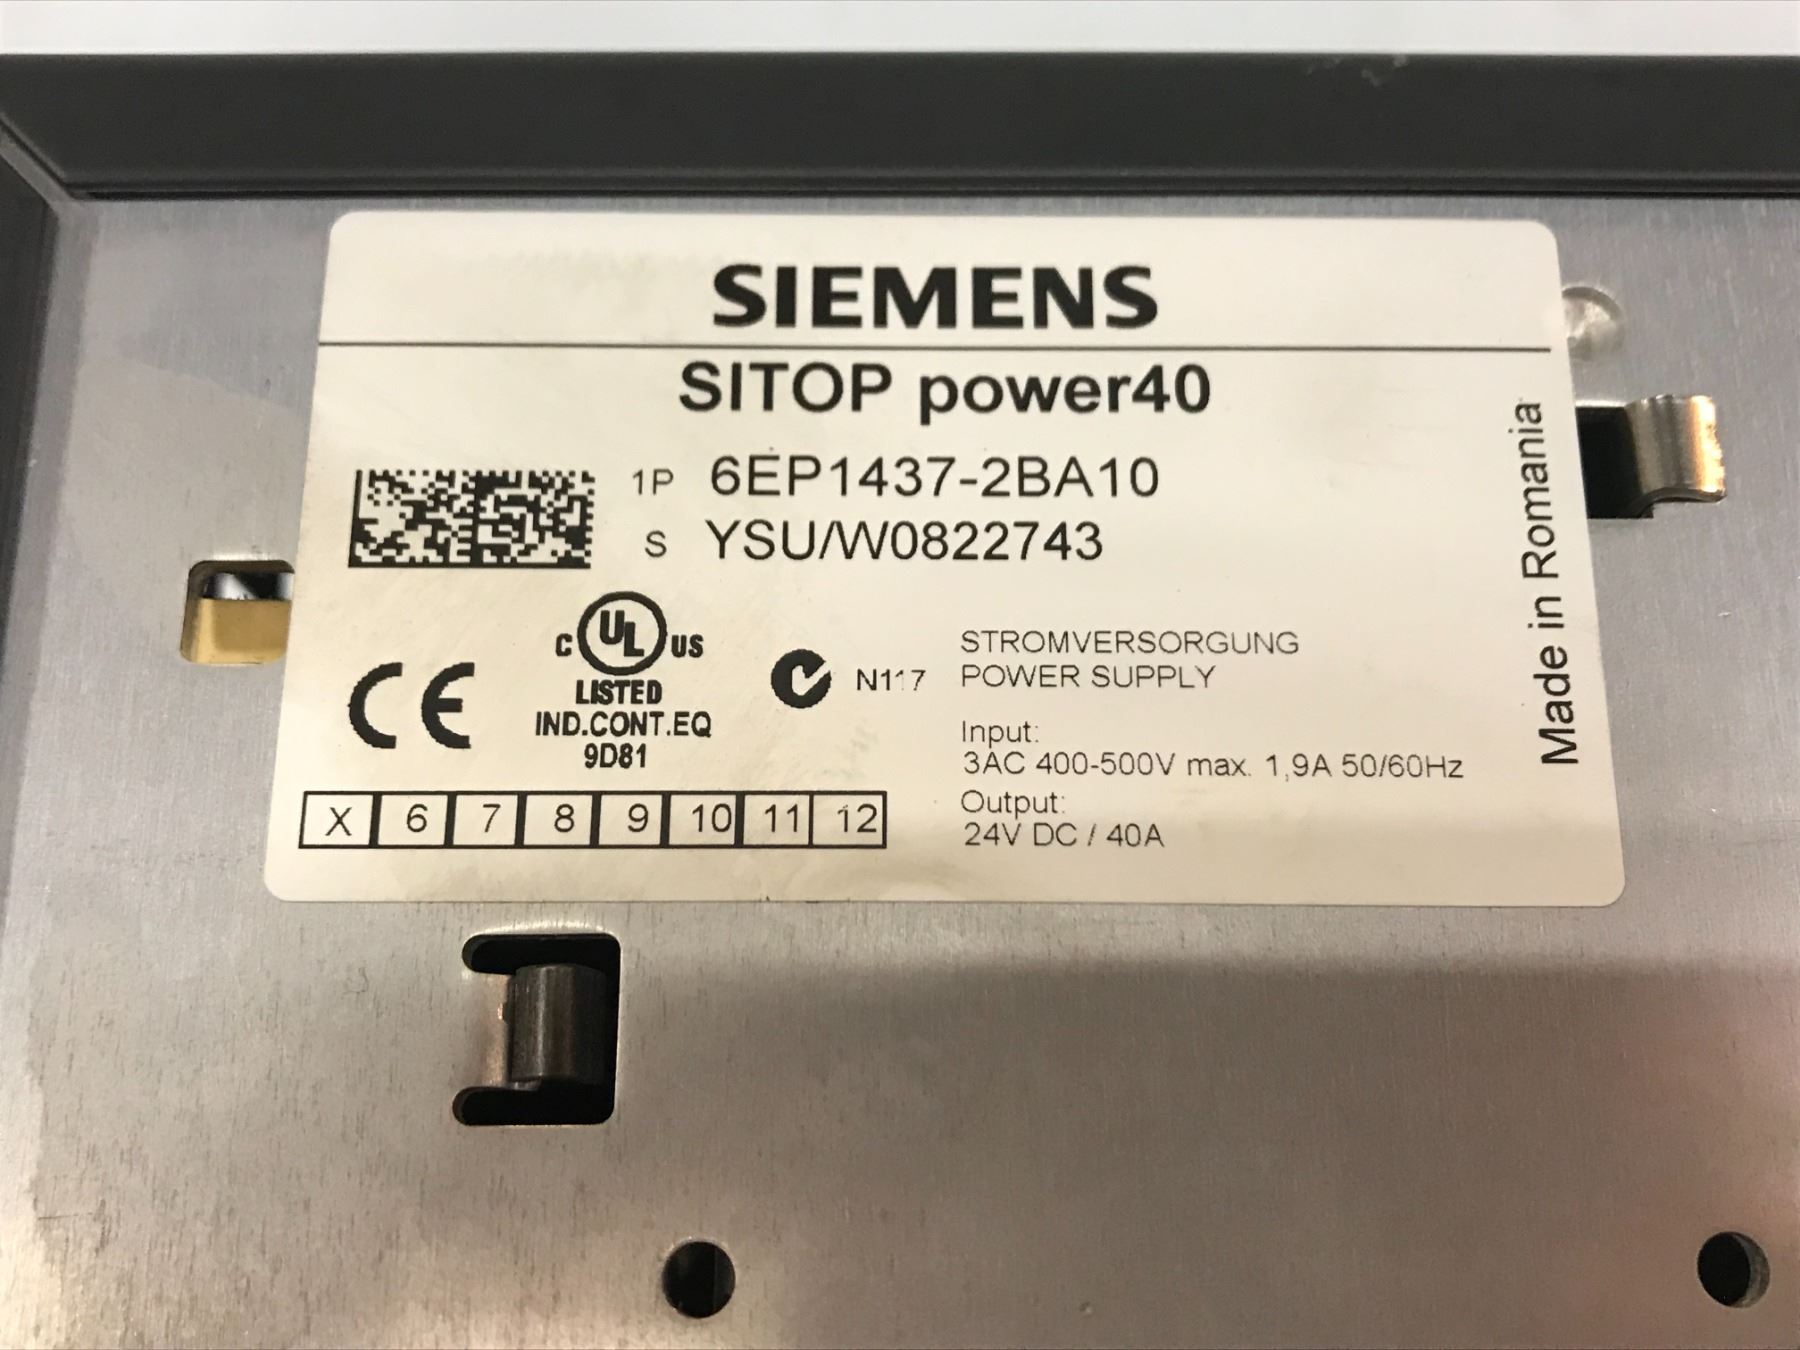 SIEMENS
SITOP power40
1P 6EP1437-2BA10
S YSU/W0822743
C UL US
LISTED
IND.CONT.EQ
9D81
CE
N117
STROMVERSORGUNG
POWER SUPPLY
Input:
3AC 400-500V max. 1,9A 50/60Hz
Output:
24V DC / 40A
X 6 7 8 9 10 11 12
Made in Romania